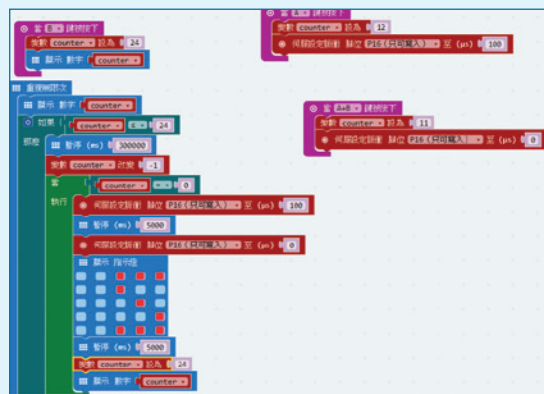 當 B 鍵被按下
變數 counter 設為 24
顯示 數字 counter
當 A 鍵被按下
變數 counter 設為 12
伺服設定脈衝 腳位 P16(只可寫入) 至 (μs) 100
當 A+B 鍵被按下
變數 counter 設為 11
伺服設定脈衝 腳位 P16(只可寫入) 至 (μs) 0
重複無限次
顯示 數字 counter
如果 counter ≤ 24
那麼
暫停 (ms) 300000
變數 counter 改變 -1
當 counter = 0
執行
伺服設定脈衝 腳位 P16(只可寫入) 至 (μs) 100
暫停 (ms) 5000
伺服設定脈衝 腳位 P16(只可寫入) 至 (μs) 0
顯示 指示燈
暫停 (ms) 5000
變數 counter 設為 24
顯示 數字 counter